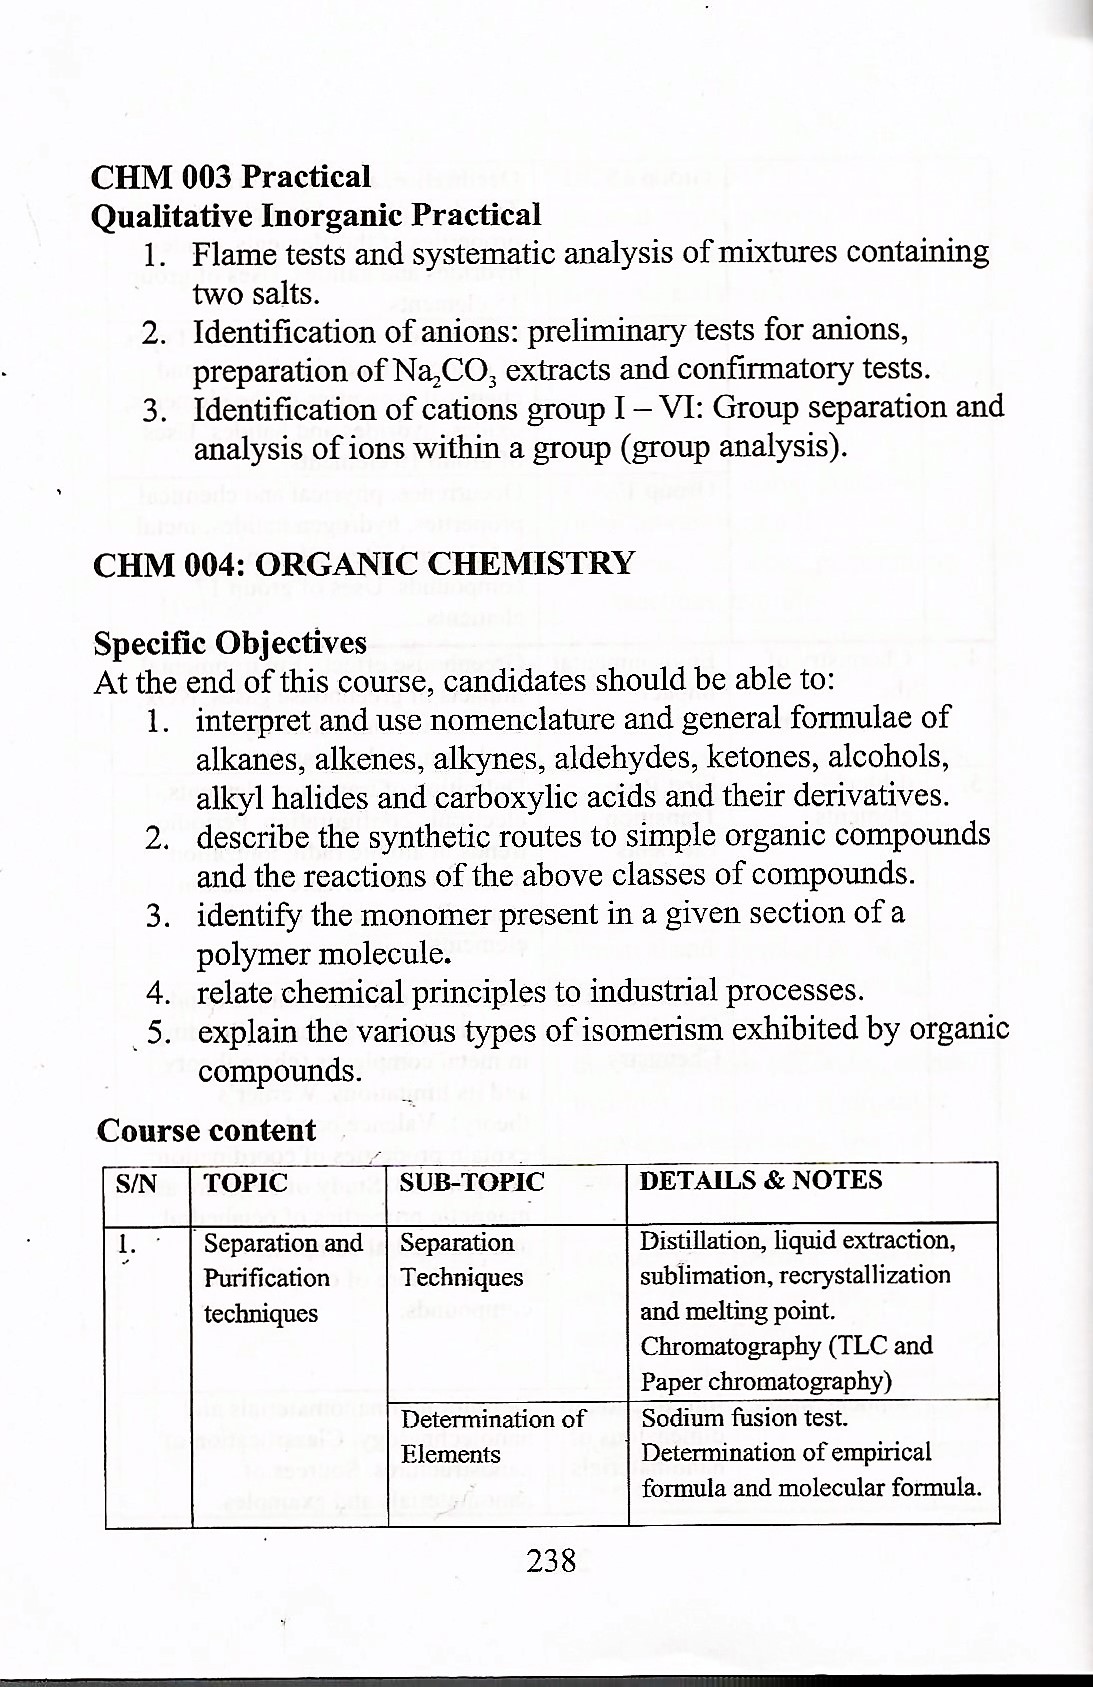 CHM 003 Practical
Qualitative Inorganic Practical
1. Flame tests and systematic analysis of mixtures containing
two salts.
2. Identification of anions: preliminary tests for anions,
preparation of Na₂CO₃ extracts and confirmatory tests.
3. Identification of cations group I – VI: Group separation and
analysis of ions within a group (group analysis).
CHM 004: ORGANIC CHEMISTRY
Specific Objectives
At the end of this course, candidates should be able to:
1. interpret and use nomenclature and general formulae of
alkanes, alkenes, alkynes, aldehydes, ketones, alcohols,
alkyl halides and carboxylic acids and their derivatives.
2. describe the synthetic routes to simple organic compounds
and the reactions of the above classes of compounds.
3. identify the monomer present in a given section of a
polymer molecule.
4. relate chemical principles to industrial processes.
5. explain the various types of isomerism exhibited by organic
compounds.
Course content
S/N TOPIC SUB-TOPIC DETAILS & NOTES
1. Separation and Separation Distillation, liquid extraction,
Purification Techniques sublimation, recrystallization
techniques and melting point.
Chromatography (TLC and
Paper chromatography)
Determination of Sodium fusion test.
Elements Determination of empirical
formula and molecular formula.
238